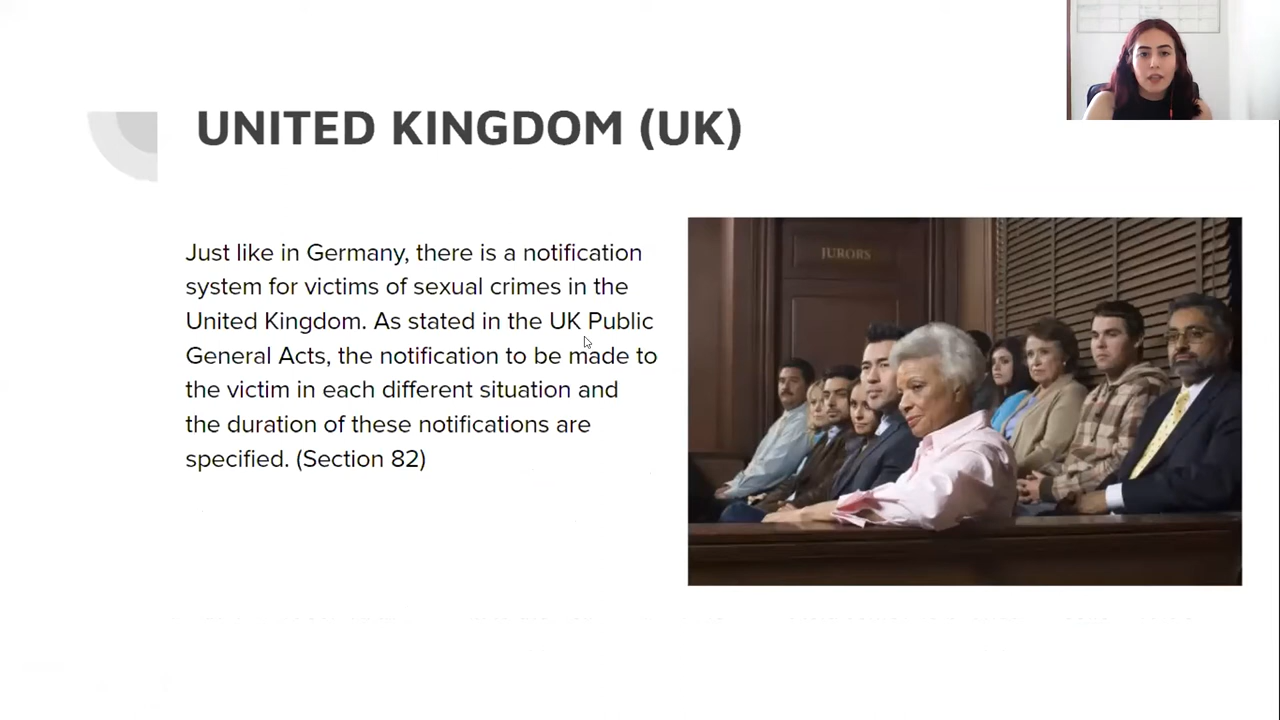 UNITED KINGDOM (UK)
Just like in Germany, there is a notification
system for victims of sexual crimes in the
United Kingdom. As stated in the UK Public
General Acts, the notification to be made to
the victim in each different situation and
the duration of these notifications are
specified. (Section 82)
JURORS